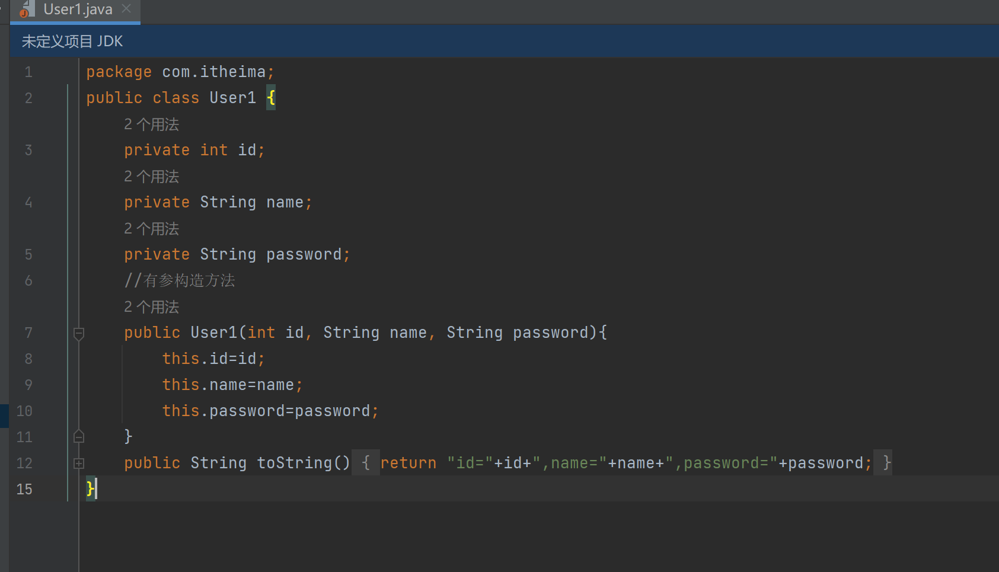 User1.java
未定义项目 JDK
1 package com.itheima;
2 public class User1 {
2 个用法
3 private int id;
2 个用法
4 private String name;
2 个用法
5 private String password;
6 //有参构造方法
2 个用法
7 public User1(int id, String name, String password){
8 this.id=id;
9 this.name=name;
10 this.password=password;
11 }
12 public String toString() { return "id="+id+",name="+name+",password="+password; }
15 }